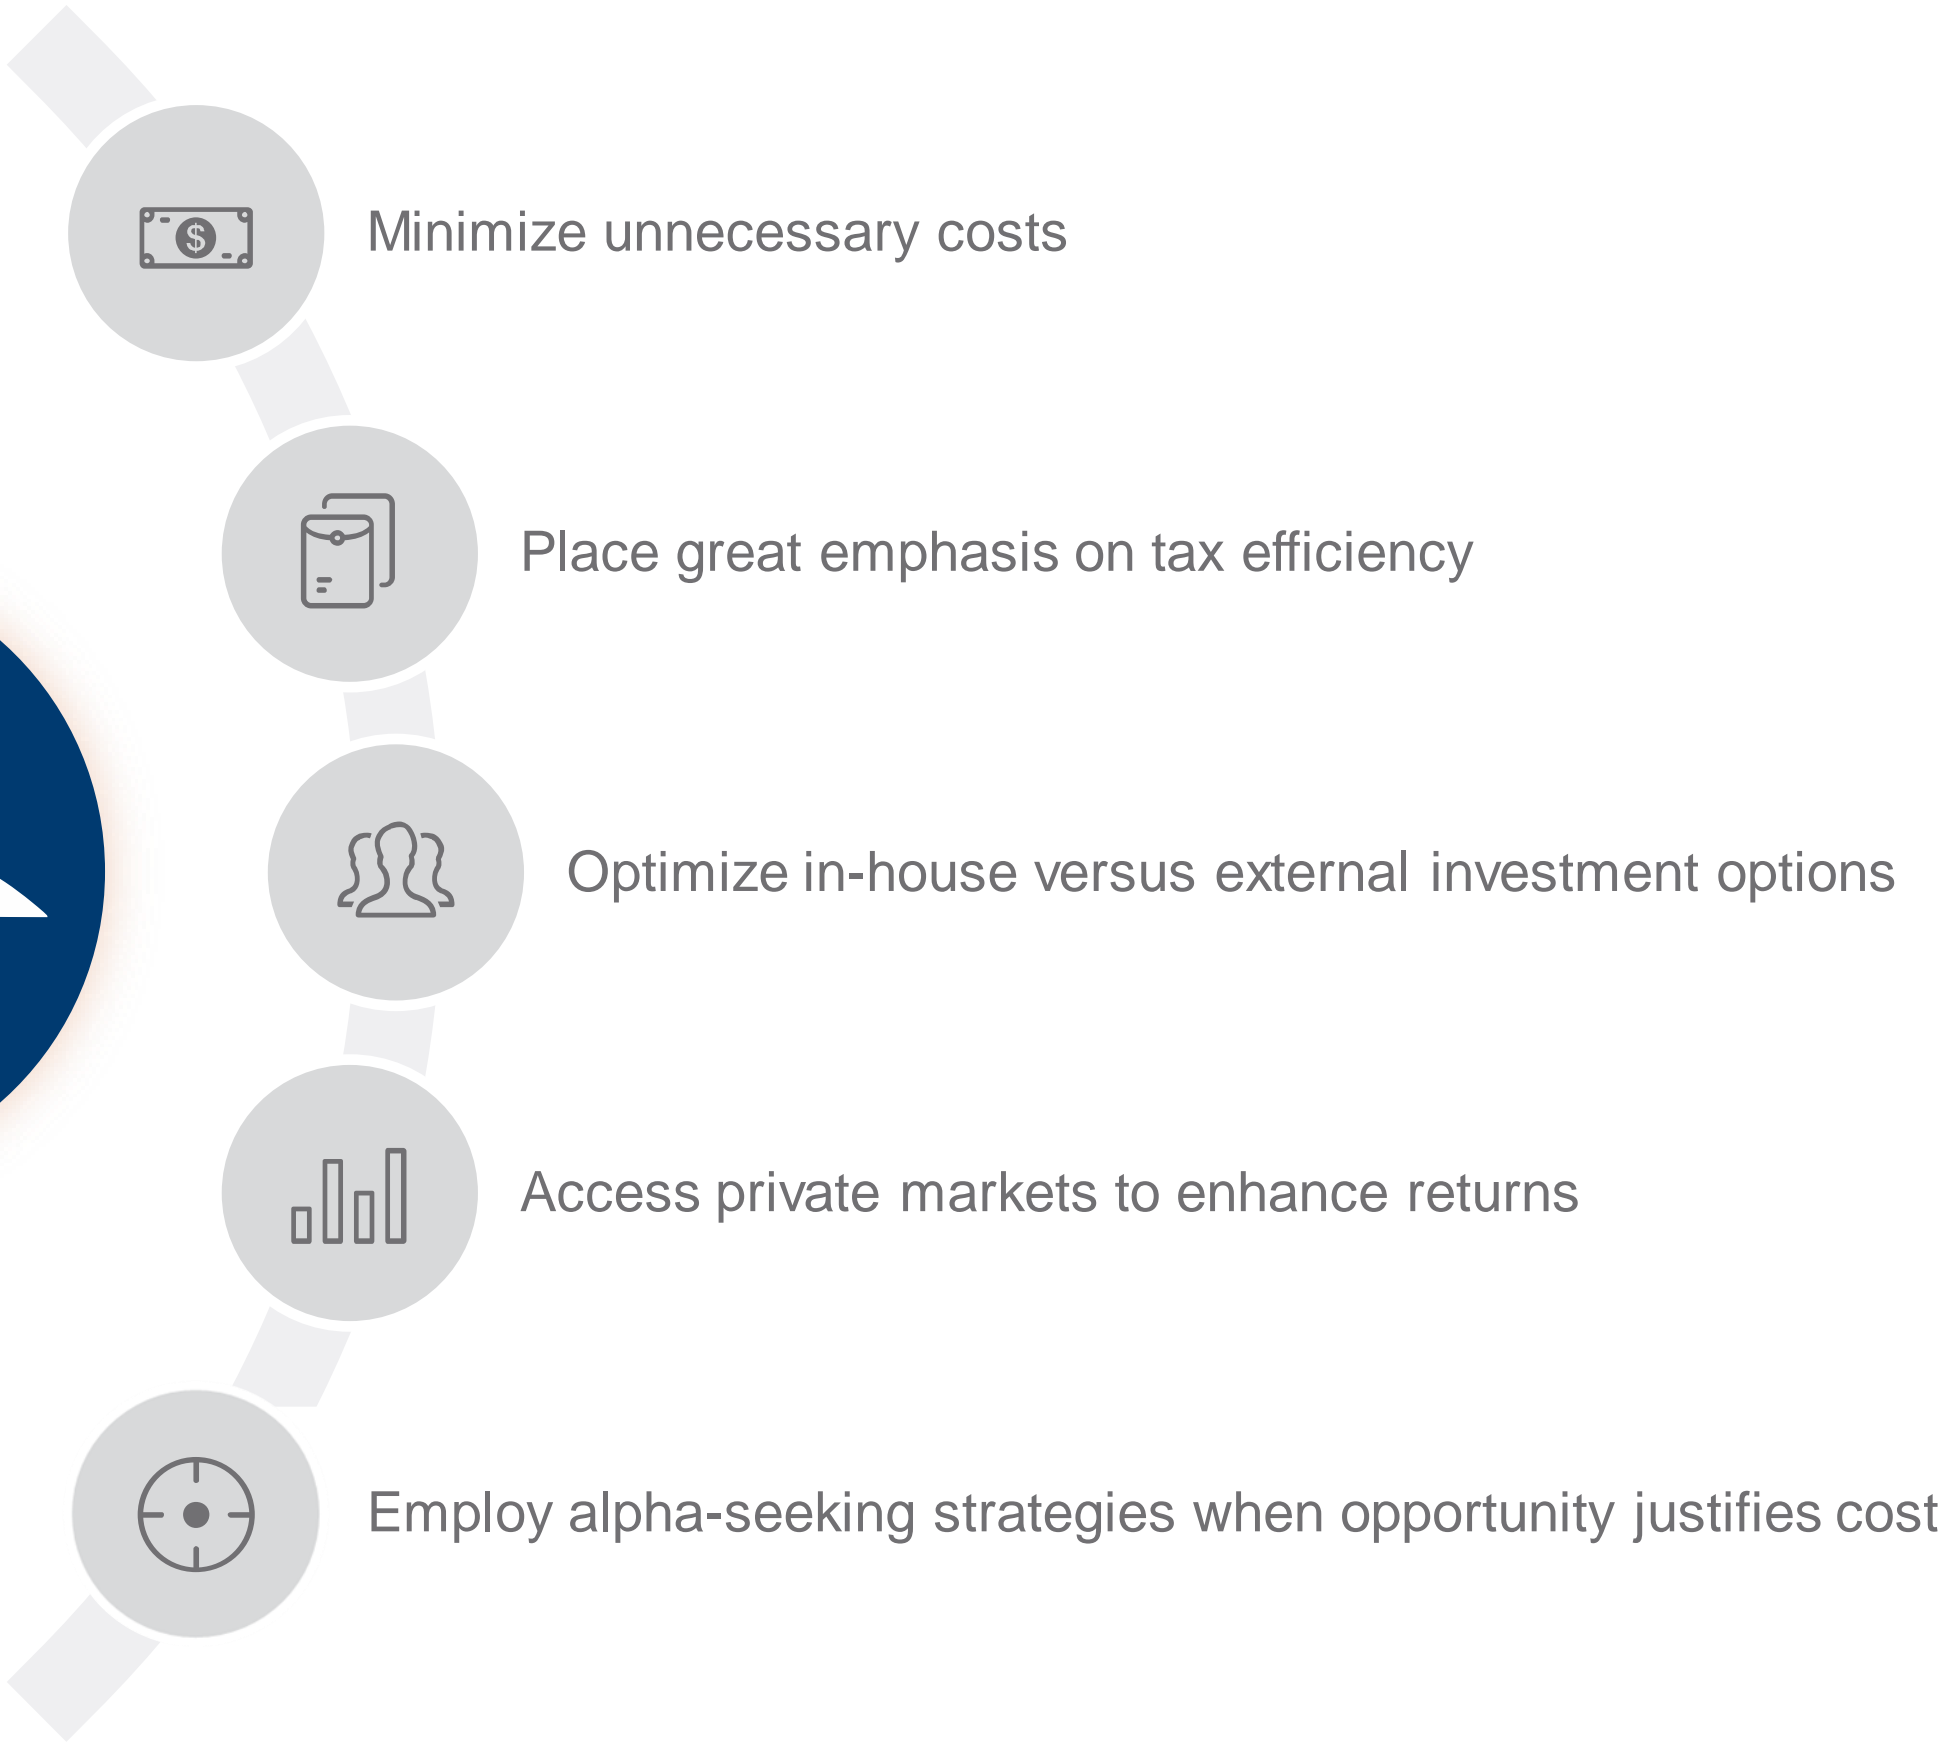 Minimize unnecessary costs
Place great emphasis on tax efficiency
Optimize in-house versus external investment options
Access private markets to enhance returns
Employ alpha-seeking strategies when opportunity justifies cost